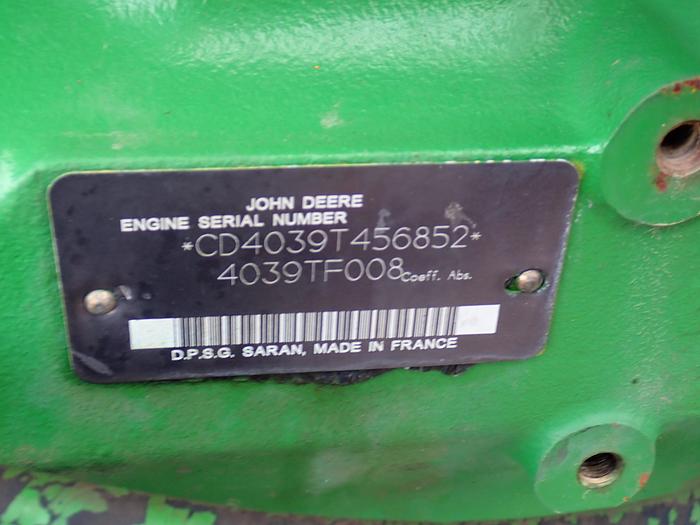 JOHN DEERE
ENGINE SERIAL NUMBER
*CD4039T456852*
4039TF008 Coeff. Abs.
D.P.S.G. SARAN, MADE IN FRANCE